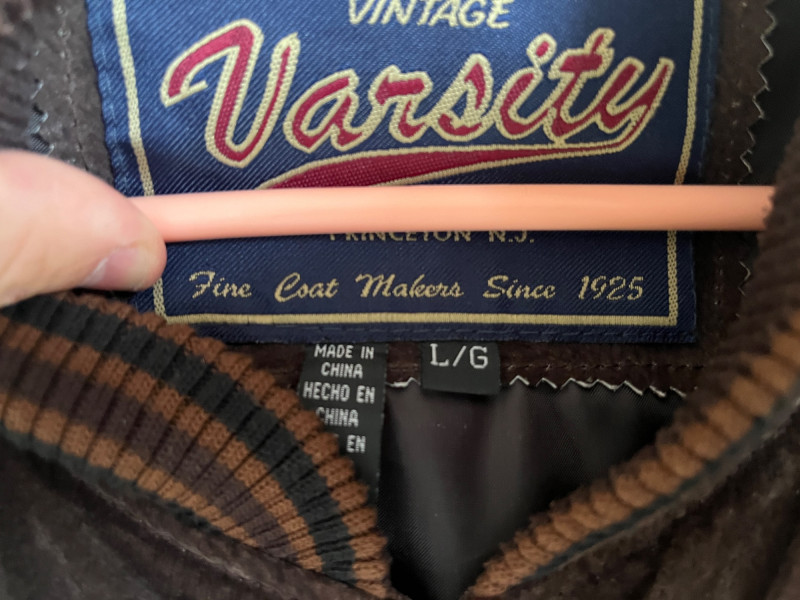 VINTAGE
Varsity
PRINCETON N.J.
Fine Coat Makers Since 1925
MADE IN
CHINA
HECHO EN
CHINA
EN
L/G